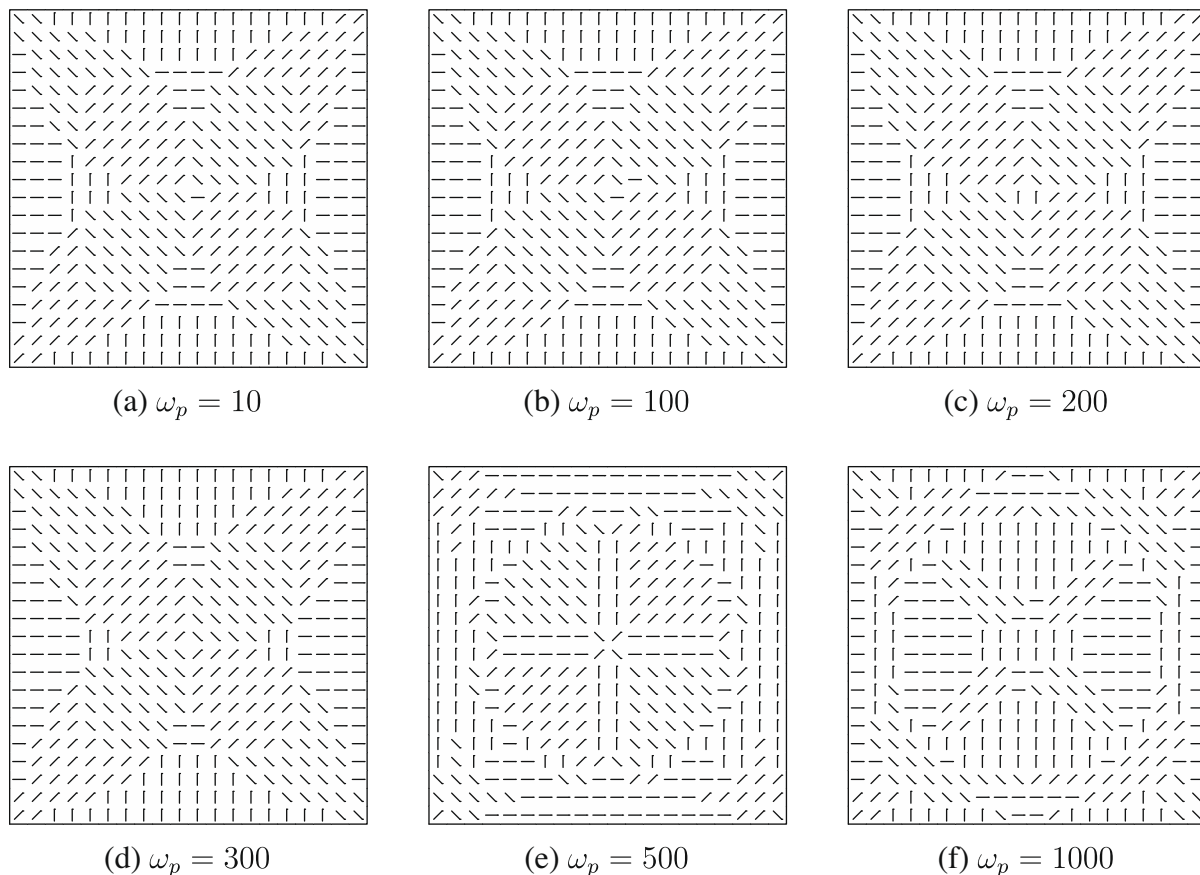 (a) ωₚ = 10
(b) ωₚ = 100
(c) ωₚ = 200
(d) ωₚ = 300
(e) ωₚ = 500
(f) ωₚ = 1000